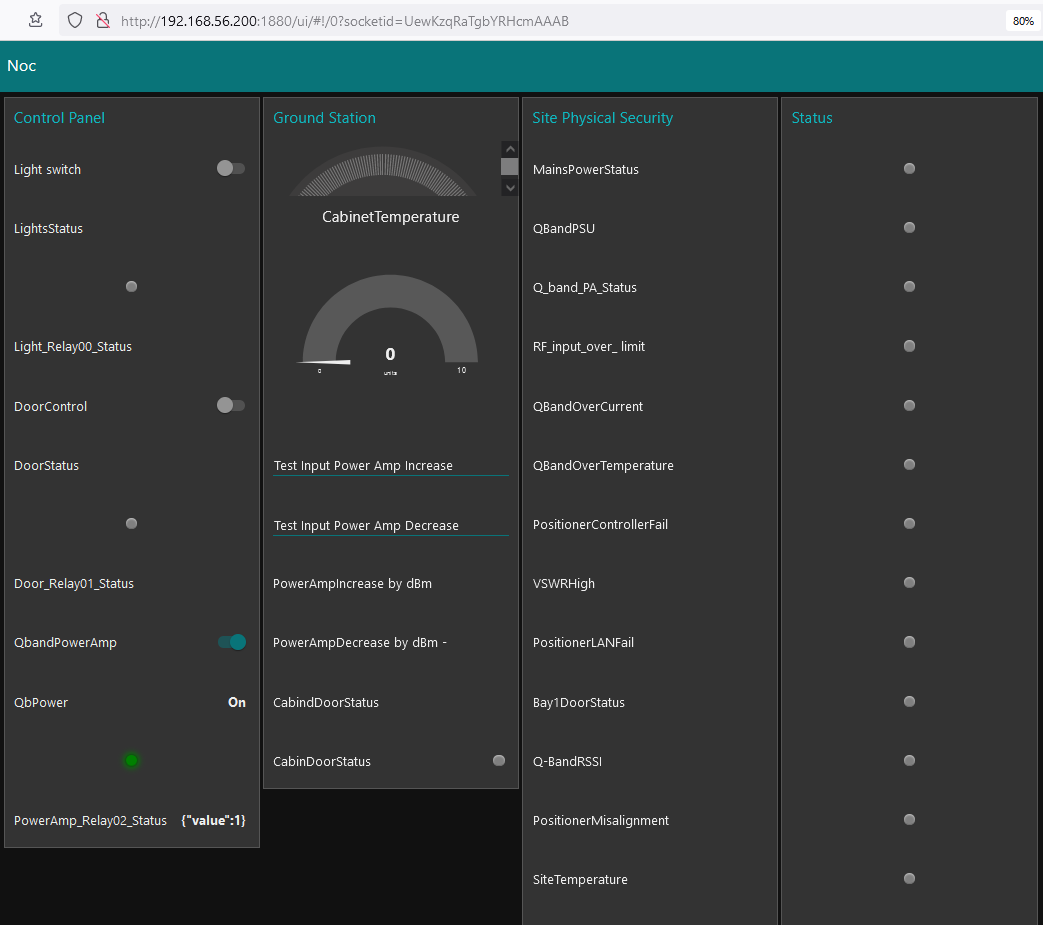 http://192.168.56.200:1880/ui/#!/0?socketid=UewKzqRaTgbYRHcmAAAB
80%
Noc
Control Panel
Light switch
LightsStatus
Light_Relay00_Status
DoorControl
DoorStatus
Door_Relay01_Status
QbandPowerAmp
QbPower On
PowerAmp_Relay02_Status {"value":1}
Ground Station
CabinetTemperature
0
units
0
10
Test Input Power Amp Increase
Test Input Power Amp Decrease
PowerAmpIncrease by dBm
PowerAmpDecrease by dBm -
CabindDoorStatus
CabinDoorStatus
Site Physical Security
MainsPowerStatus
QBandPSU
Q_band_PA_Status
RF_input_over_ limit
QBandOverCurrent
QBandOverTemperature
PositionerControllerFail
VSWRHigh
PositionerLANFail
Bay1DoorStatus
Q-BandRSSI
PositionerMisalignment
SiteTemperature
Status